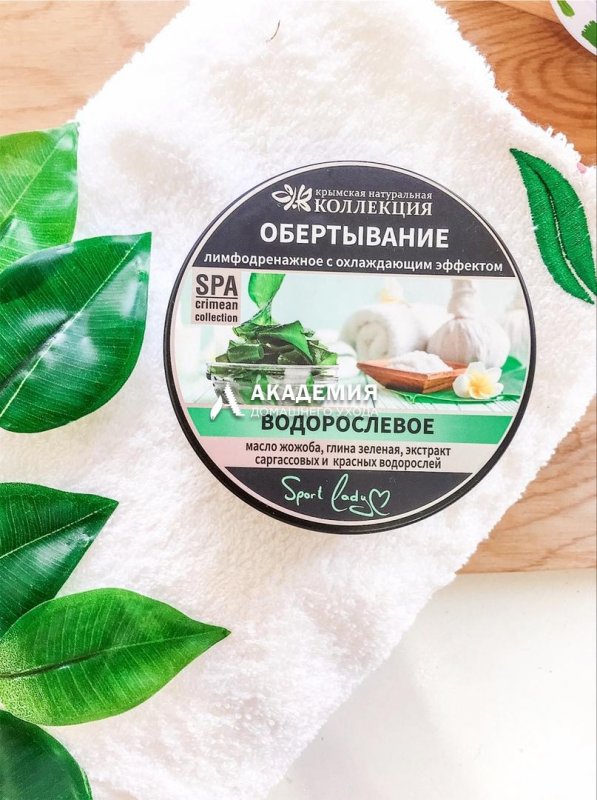 крымская натуральная
КОЛЛЕКЦИЯ
ОБЕРТЫВАНИЕ
лимфодренажное с охлаждающим эффектом
SPA
crimean
collection
АКАДЕМИЯ
ДОМАШНЕГО УХОДА
ВОДОРОСЛЕВОЕ
масло жожоба, глина зеленая, экстракт
саргассовых и красных водорослей
Sport Lady